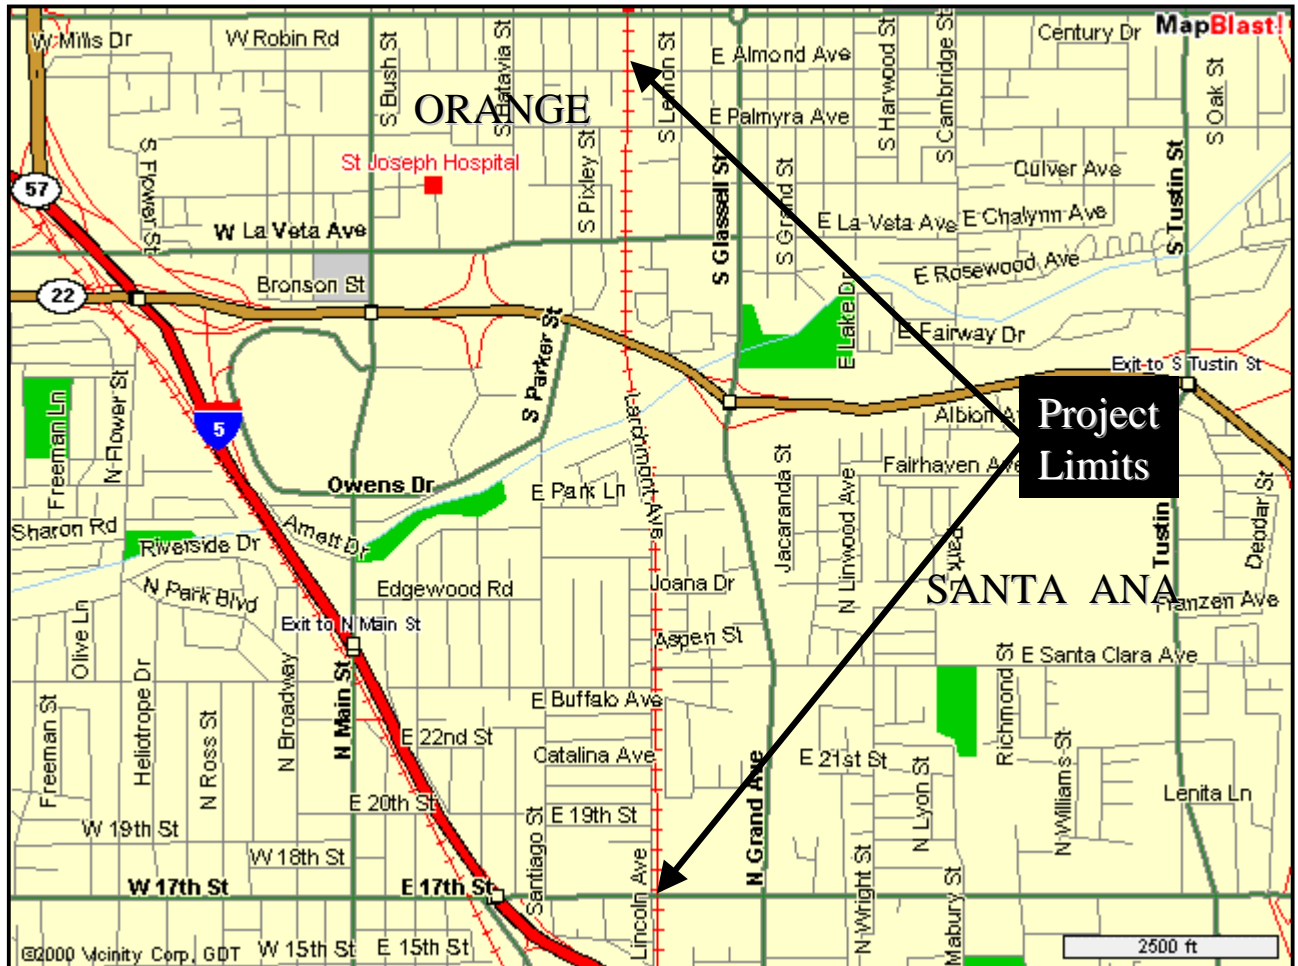 W Mills Dr
W Robin Rd
S Bush St
S Batavia St
S Lemon St
E Almond Ave
S Harwood St
S Cambridge St
Century Dr
MapBlast!
S Oak St
ORANGE
E Palmyra Ave
S Flower St
St Joseph Hospital
S Pixley St
S Glassell St
S Grand St
Culver Ave
S Tustin St
57
W La Veta Ave
E La-Veta Ave
E Chalynn Ave
E Rosewood Ave
22
Bronson St
E Lake Dr
E Fairway Dr
S Parker St
Exit to S Tustin St
Freeman Ln
N-Flower St
5
Larchmont Ave
Albion A
Project
Limits
Fairhaven Ave
Jacaranda St
N Linwood Ave
Owens Dr
E Park Ln
Park
Tustin
Deodar St
Sharon Rd
Riverside Dr
Amett Dr
N Park Blvd
Edgewood Rd
Joana Dr
SANTA ANA
Franzen Ave
Olive Ln
Exit to N Main St
Aspen St
E Santa Clara Ave
Freeman St
Heliotrope Dr
N Ross St
N Broadway
N Main St
E Buffalo Ave
Richmond St
E 22nd St
Catalina Ave
N Grand Ave
E 21st St
N Lyon St
N Williams St
Lenita Ln
E 20th St
E 19th St
W 19th St
W 18th St
Santiago St
Lincoln Ave
N Wright St
Mabury St
W 17th St
E 17th St
©2000 Vicinity Corp, GDT
W 15th St
E 15th St
2500 ft